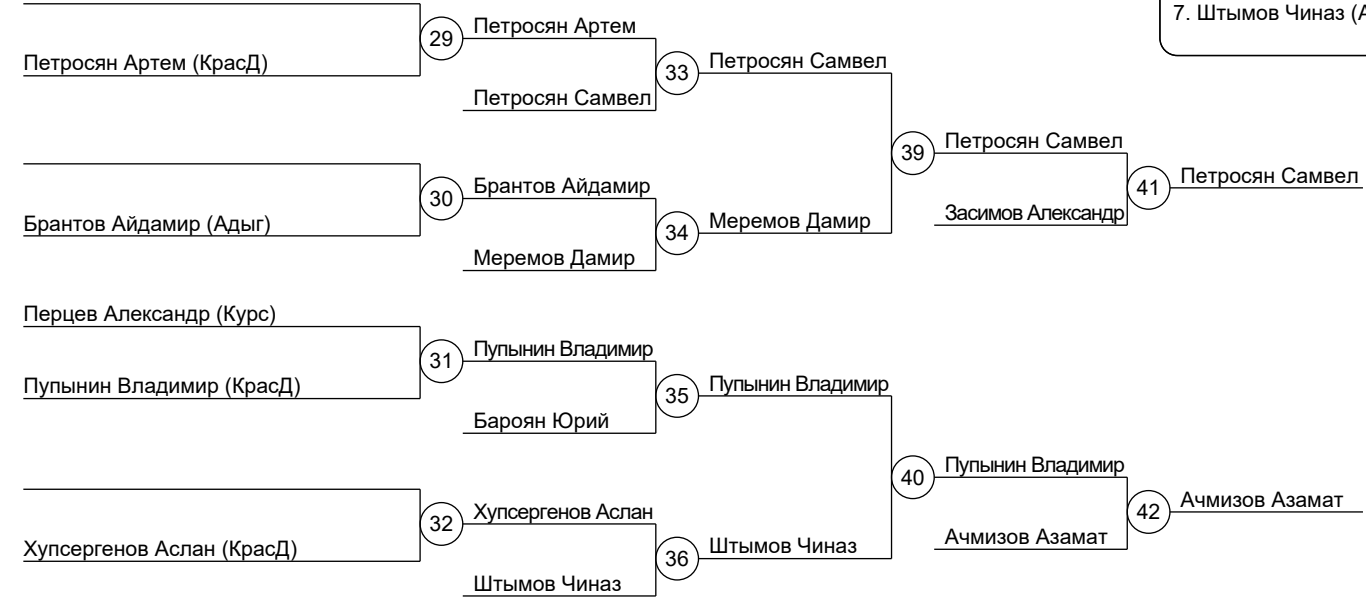 7. Штымов Чиназ (А
Петросян Артем (КрасД)
29
Петросян Артем
Петросян Самвел
33
Петросян Самвел
Брантов Айдамир (Адыг)
30
Брантов Айдамир
Меремов Дамир
34
Меремов Дамир
39
Петросян Самвел
Засимов Александр
41
Петросян Самвел
Перцев Александр (Курс)
Пупынин Владимир (КрасД)
31
Пупынин Владимир
Бароян Юрий
35
Пупынин Владимир
Хупсергенов Аслан (КрасД)
32
Хупсергенов Аслан
Штымов Чиназ
36
Штымов Чиназ
40
Пупынин Владимир
Ачмизов Азамат
42
Ачмизов Азамат